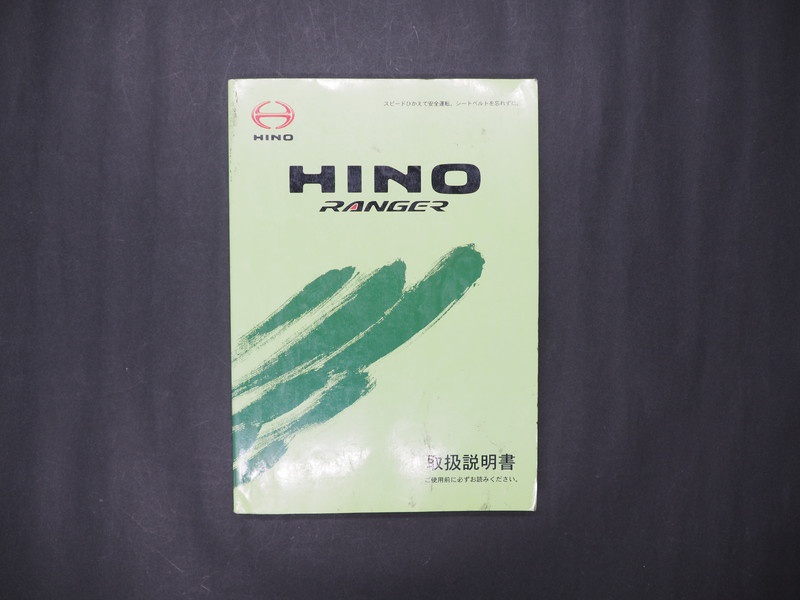 スピードひかえて安全運転。シートベルトを忘れずに。
HINO
HINO
RANGER
取扱説明書
ご使用前に必ずお読みください。